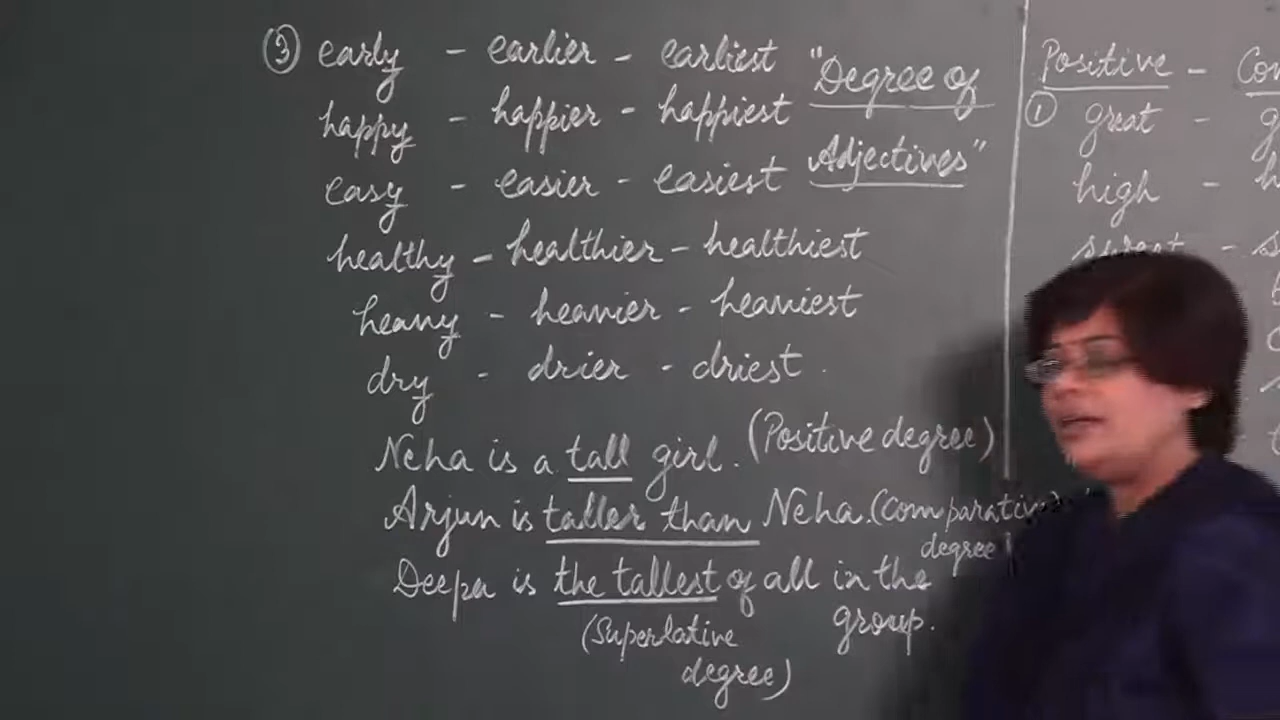 ③ early - earlier - earliest
happy - happier - happiest
easy - easier - easiest
healthy - healthier - healthiest
heavy - heavier - heaviest
dry - drier - driest.
"Degree of
Adjectives"
Neha is a tall girl. (Positive degree)
Arjun is taller than Neha. (Comparative
degree)
Deepa is the tallest of all in the
group.
(Superlative
degree)
Positive -
① great -
high -
sweet -